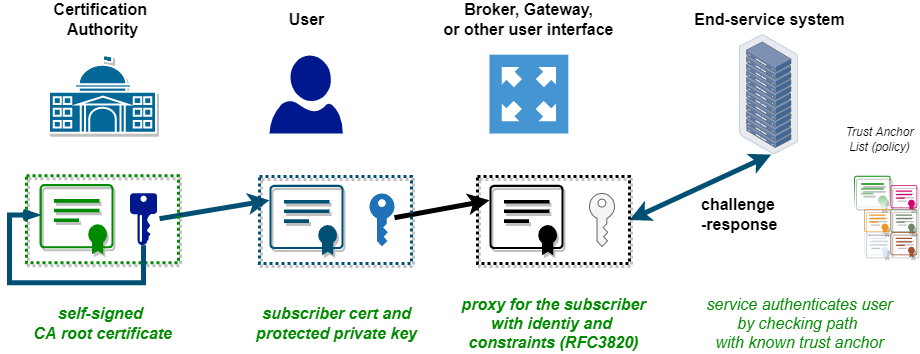 Certification
Authority
User
Broker, Gateway,
or other user interface
End-service system
Trust Anchor
List (policy)
challenge
-response
self-signed
CA root certificate
subscriber cert and
protected private key
proxy for the subscriber
with identiy and
constraints (RFC3820)
service authenticates user
by checking path
with known trust anchor